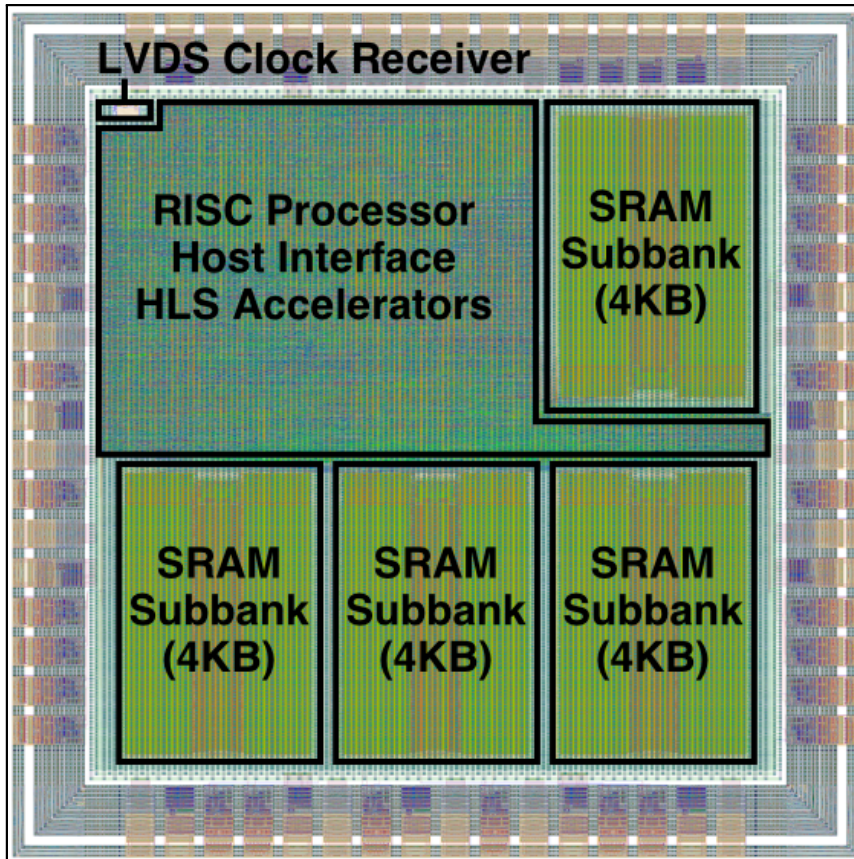 LVDS Clock Receiver
RISC Processor
Host Interface
HLS Accelerators
SRAM
Subbank
(4KB)
SRAM
Subbank
(4KB)
SRAM
Subbank
(4KB)
SRAM
Subbank
(4KB)